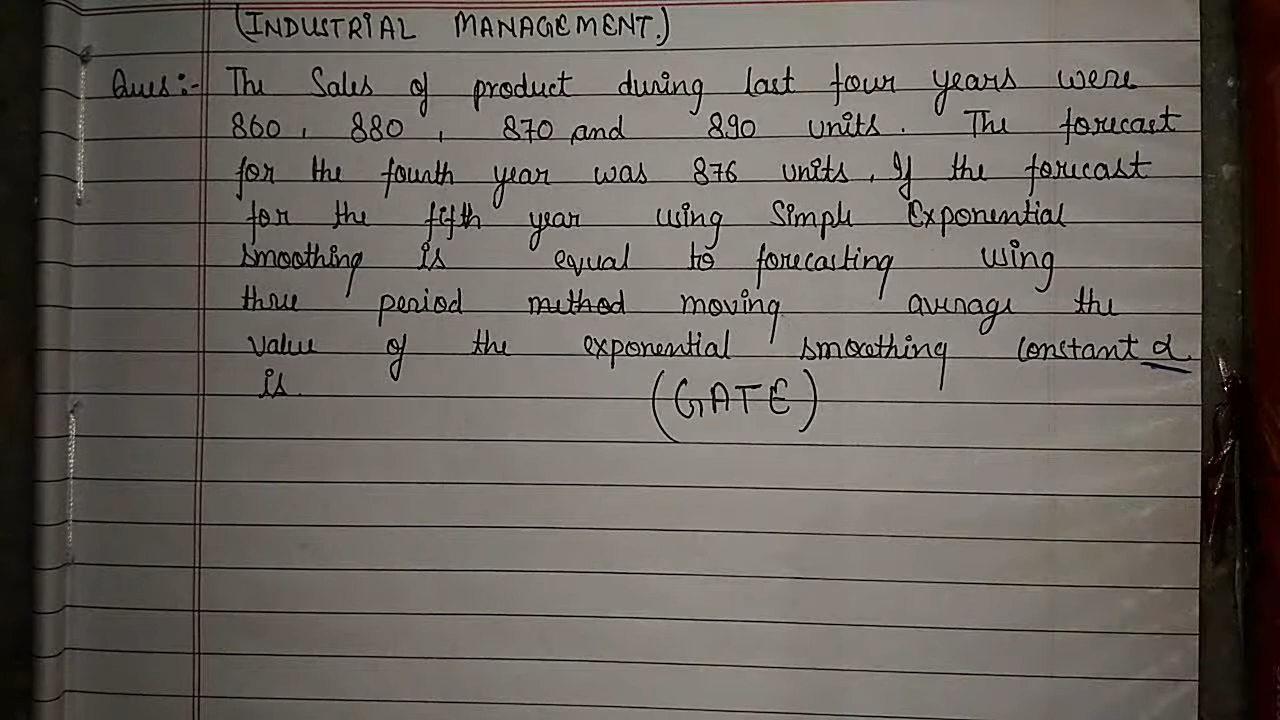 (INDUSTRIAL MANAGEMENT.)
Ques:- The Sales of product during last four years were
860, 880, 870 and 890 units. The forecast
for the fourth year was 876 units, If the forecast
for the fifth year using Simple Exponential
smoothing is equal to forecasting using
three period method moving average the
value of the exponential smoothing constant α
is.
(GATE)